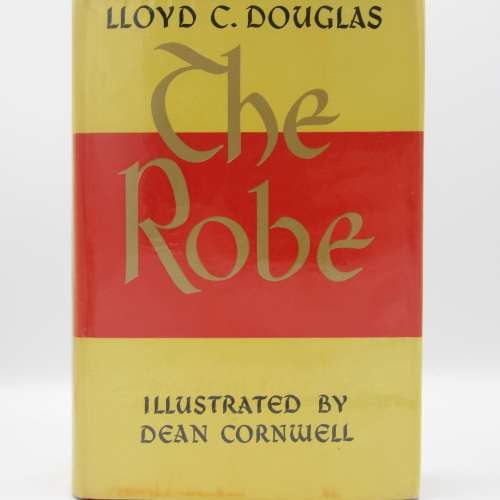 LLOYD C. DOUGLAS
The
Robe
ILLUSTRATED BY
DEAN CORNWELL